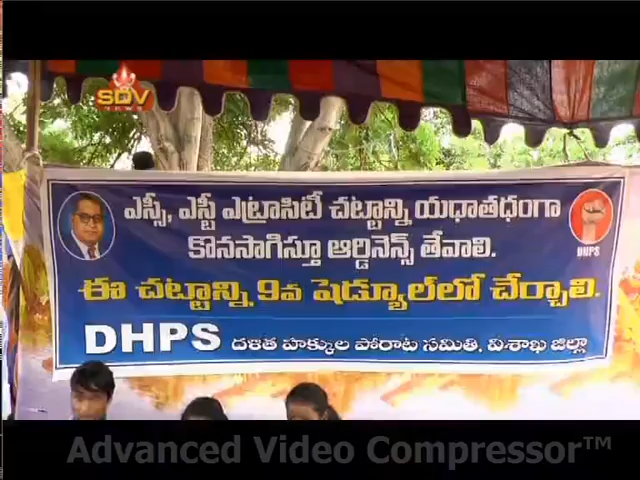 SDV
NEWS
ఎస్సీ, ఎస్టీ ఎట్రాసిటీ చట్టాన్ని యధాతధంగా
కొనసాగిస్తూ ఆర్డినెన్స్ తేవాలి.
ఈ చట్టాన్ని 9వ షెడ్యూల్‌లో చేర్చాలి.
DHPS
DHPS దళిత హక్కుల పోరాట సమితి, విశాఖ జిల్లా
Advanced Video Compressor™